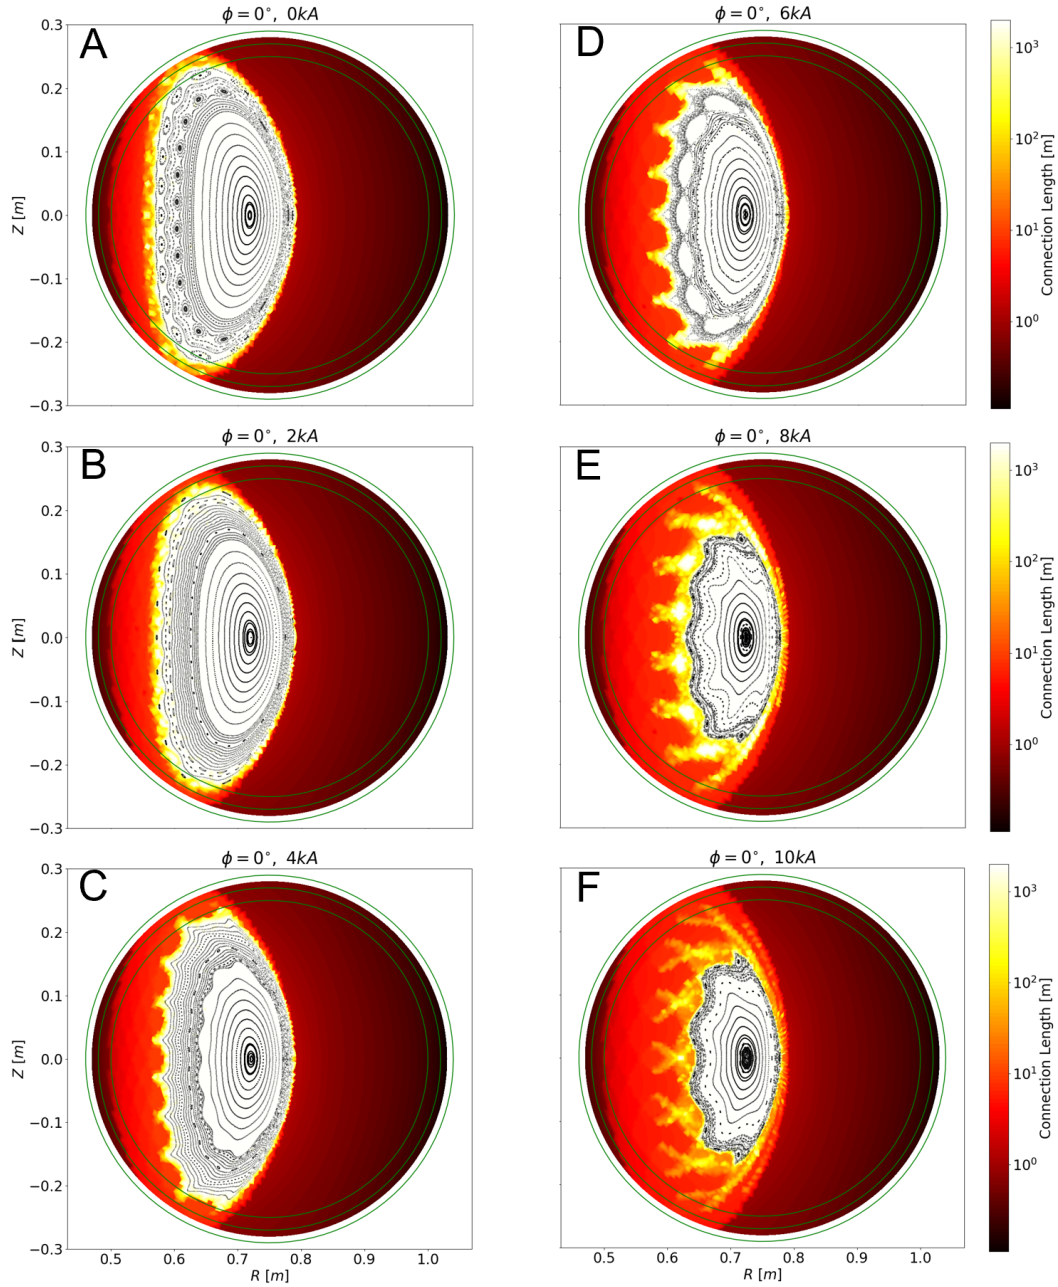 ϕ = 0°, 0kA
A
0.3
0.2
0.1
0.0
−0.1
−0.2
−0.3
Z [m]
ϕ = 0°, 6kA
D
10³
10²
10¹
10⁰
Connection Length [m]
ϕ = 0°, 2kA
B
0.3
0.2
0.1
0.0
−0.1
−0.2
−0.3
Z [m]
ϕ = 0°, 8kA
E
10³
10²
10¹
10⁰
Connection Length [m]
ϕ = 0°, 4kA
C
0.3
0.2
0.1
0.0
−0.1
−0.2
−0.3
Z [m]
0.5 0.6 0.7 0.8 0.9 1.0
R [m]
ϕ = 0°, 10kA
F
0.5 0.6 0.7 0.8 0.9 1.0
R [m]
10³
10²
10¹
10⁰
Connection Length [m]